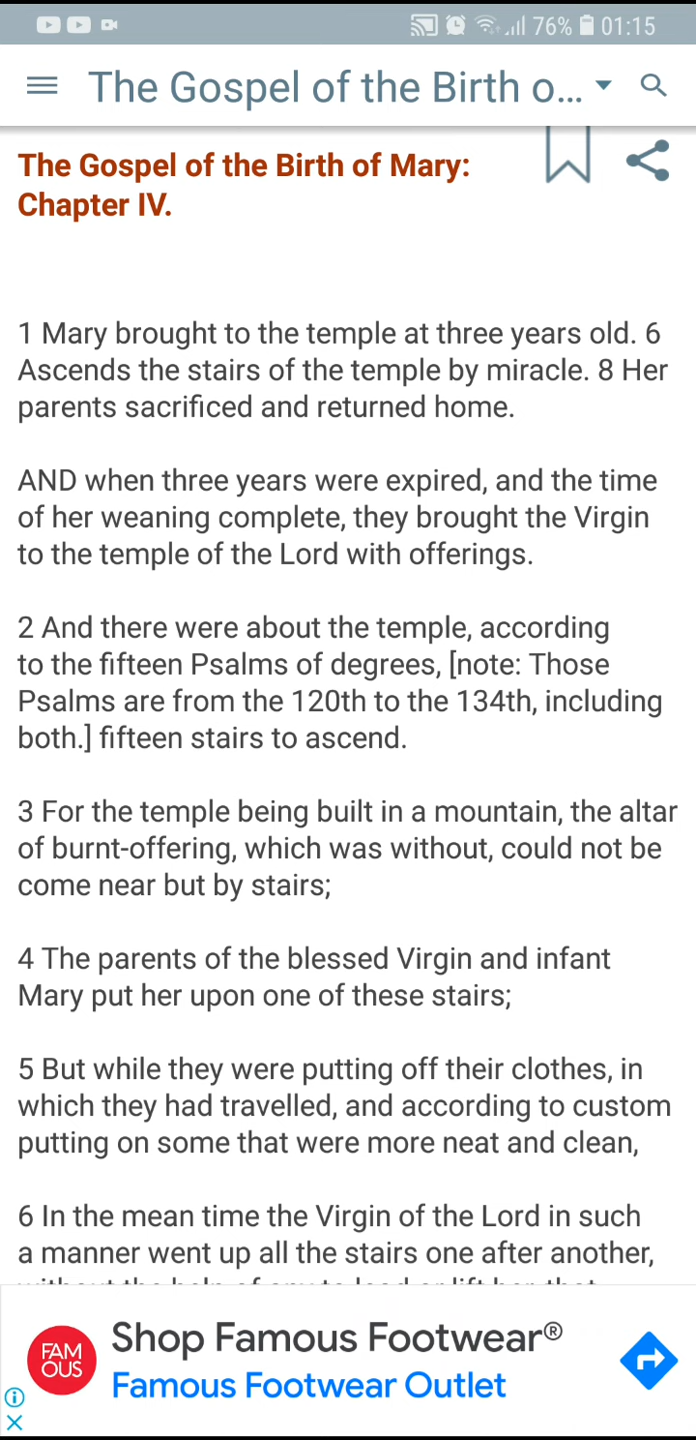 76% 01:15
The Gospel of the Birth o...
The Gospel of the Birth of Mary:
Chapter IV.
1 Mary brought to the temple at three years old. 6
Ascends the stairs of the temple by miracle. 8 Her
parents sacrificed and returned home.
AND when three years were expired, and the time
of her weaning complete, they brought the Virgin
to the temple of the Lord with offerings.
2 And there were about the temple, according
to the fifteen Psalms of degrees, [note: Those
Psalms are from the 120th to the 134th, including
both.] fifteen stairs to ascend.
3 For the temple being built in a mountain, the altar
of burnt-offering, which was without, could not be
come near but by stairs;
4 The parents of the blessed Virgin and infant
Mary put her upon one of these stairs;
5 But while they were putting off their clothes, in
which they had travelled, and according to custom
putting on some that were more neat and clean,
6 In the mean time the Virgin of the Lord in such
a manner went up all the stairs one after another,
FAM
OUS
Shop Famous Footwear®
Famous Footwear Outlet